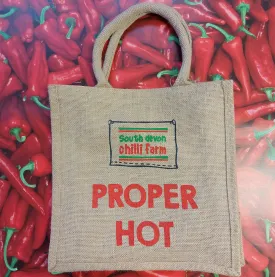 South devon
chilli farm
PROPER
HOT